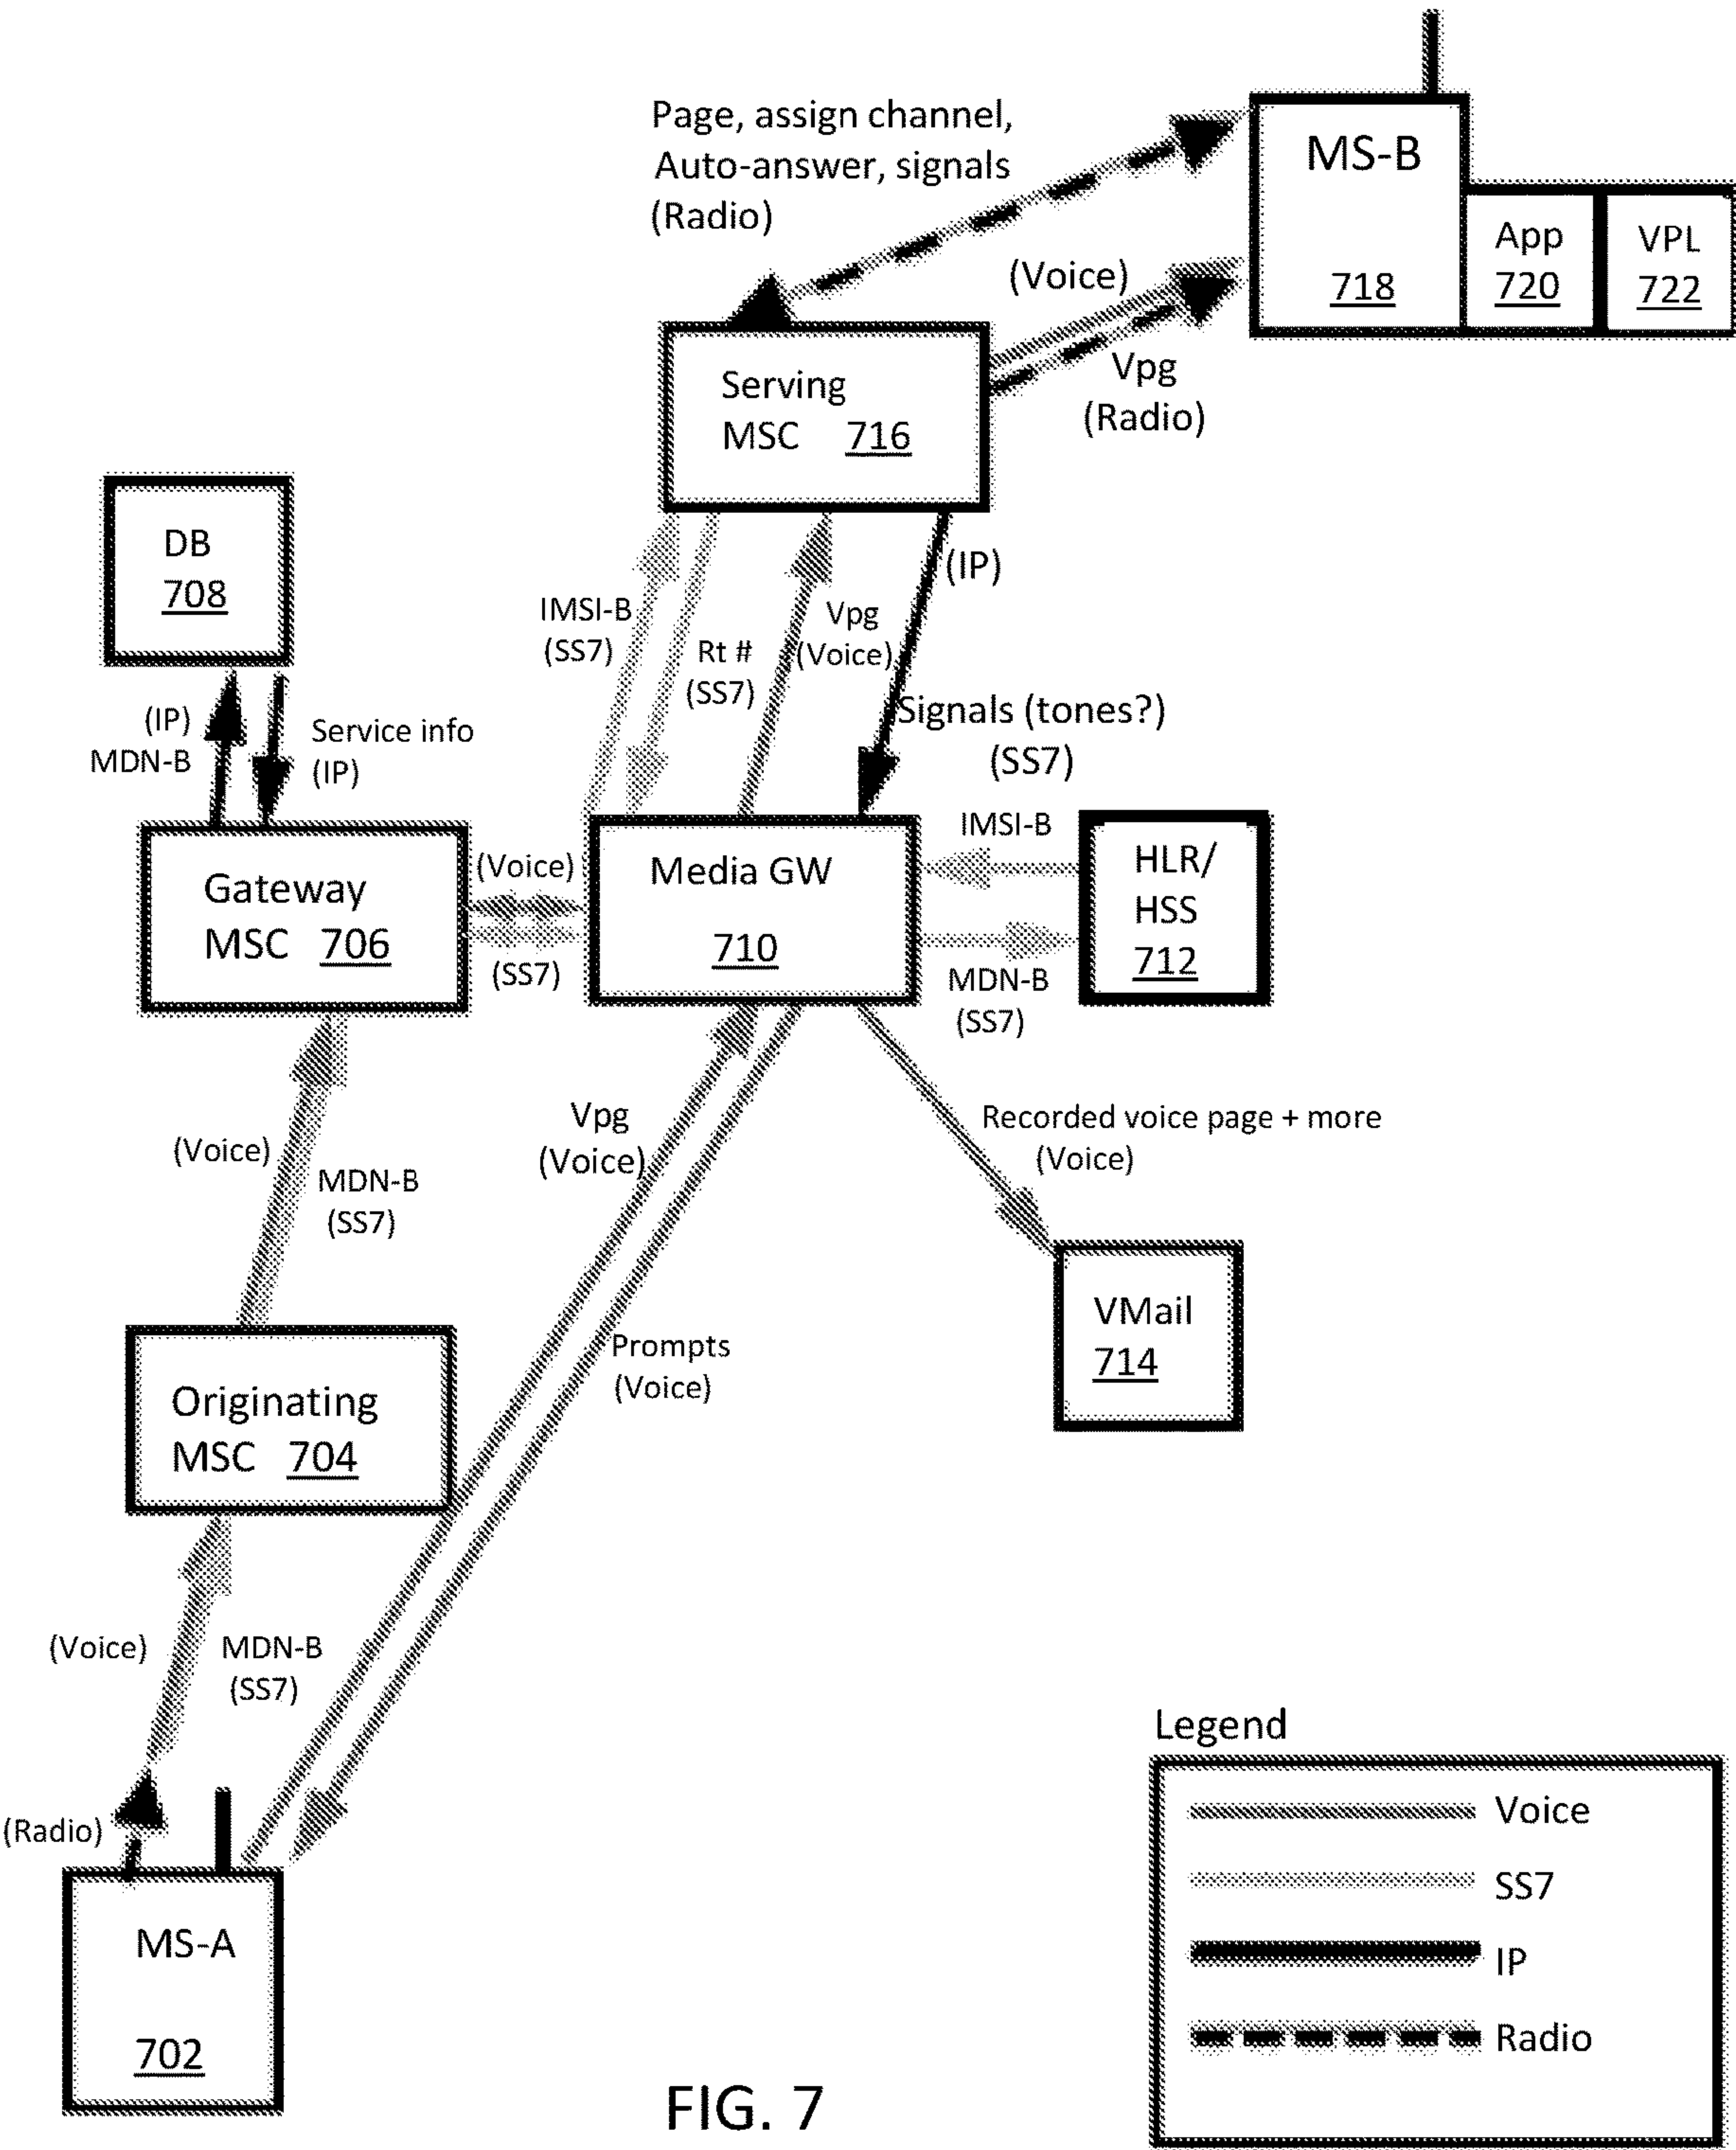 Page, assign channel,
Auto-answer, signals
(Radio)
MS-B
718
App
720
VPL
722
(Voice)
Vpg
(Radio)
Serving
MSC 716
DB
708
(IP)
MDN-B
Service info
(IP)
IMSI-B
(SS7)
Rt #
(SS7)
Vpg
(Voice)
(IP)
Signals (tones?)
(SS7)
Gateway
MSC 706
(Voice)
(SS7)
Media GW
710
IMSI-B
MDN-B
(SS7)
HLR/
HSS
712
(Voice)
MDN-B
(SS7)
Vpg
(Voice)
Recorded voice page + more
(Voice)
VMail
714
Prompts
(Voice)
Originating
MSC 704
(Voice)
MDN-B
(SS7)
(Radio)
MS-A
702
Legend
Voice
SS7
IP
Radio
FIG. 7